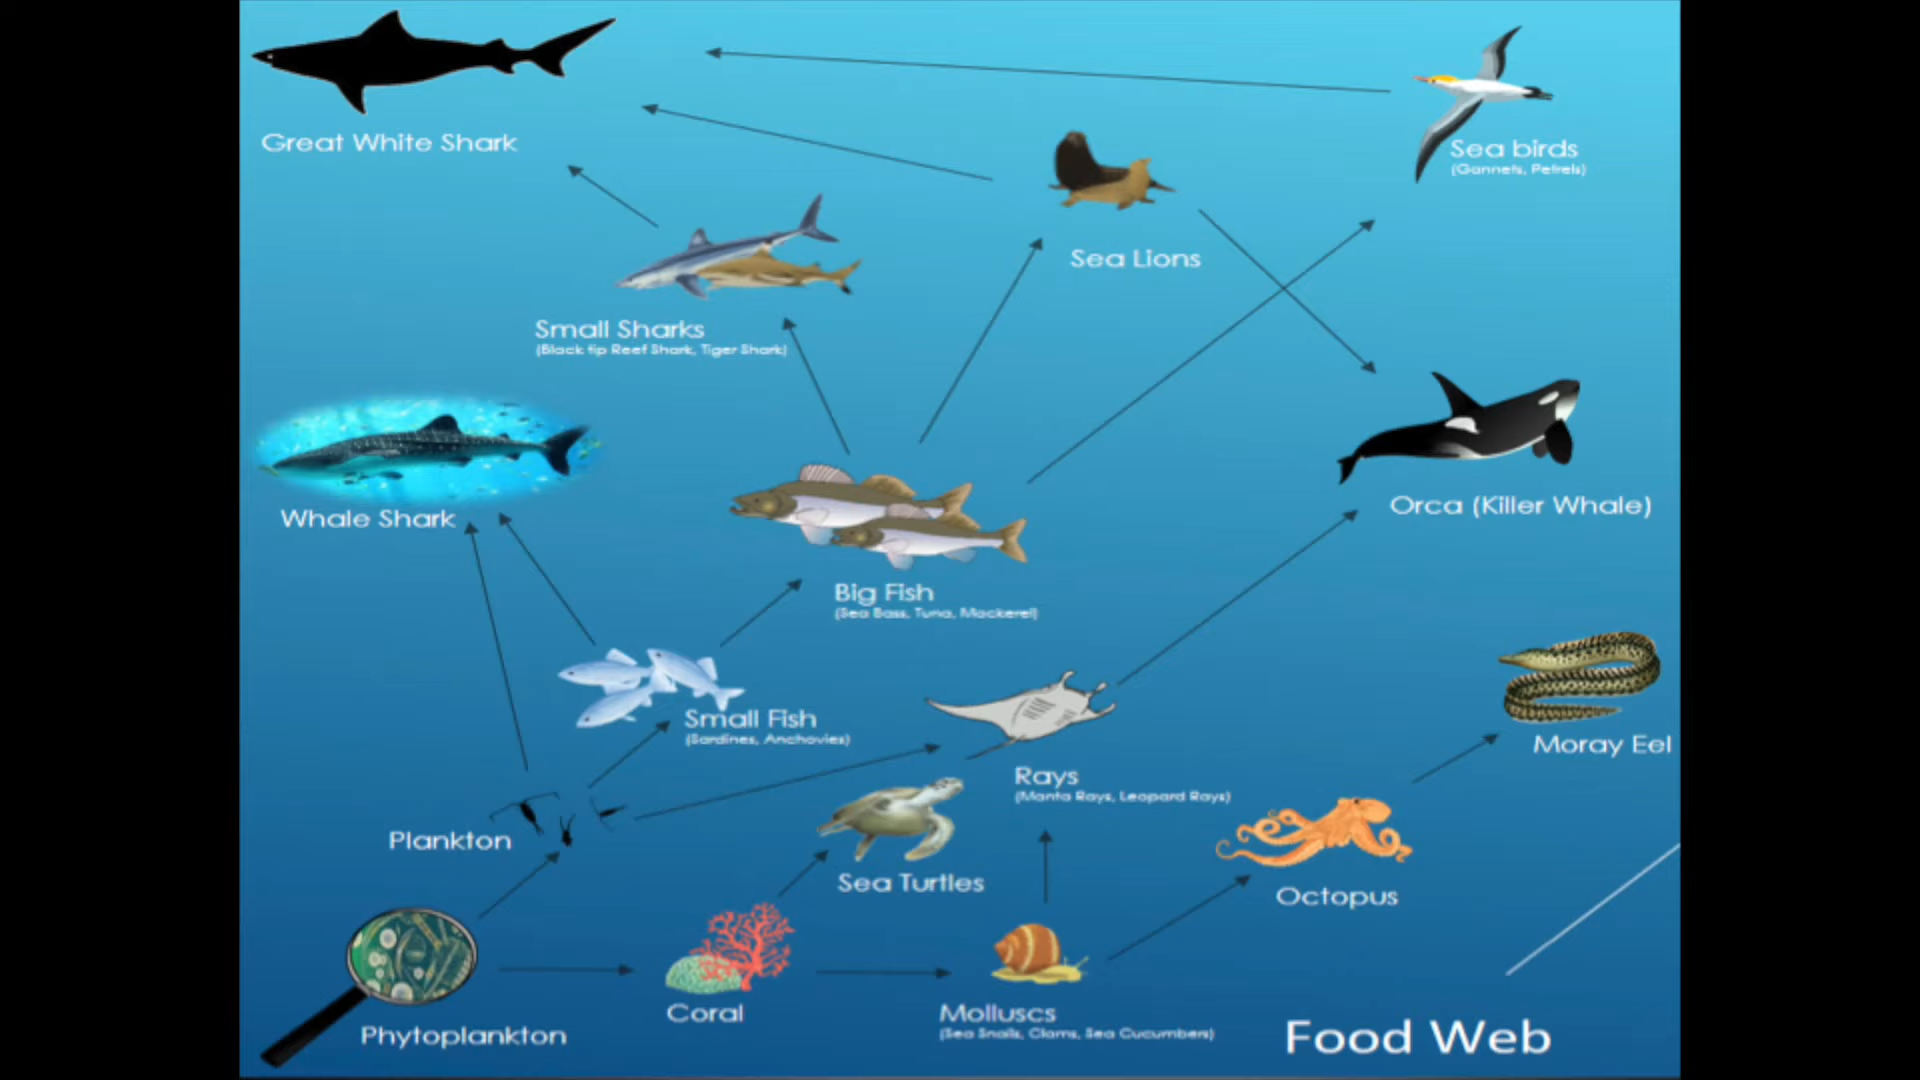 Great White Shark
Sea birds
(Gannets, Petrels)
Sea Lions
Small Sharks
(Black tip Reef Shark, Tiger Shark)
Whale Shark
Orca (Killer Whale)
Big Fish
(Sea Bass, Tuna, Mackerel)
Small Fish
(Sardines, Anchovies)
Moray Eel
Rays
(Manta Rays, Leopard Rays)
Plankton
Sea Turtles
Octopus
Coral
Molluscs
(Sea Snails, Clams, Sea Cucumbers)
Phytoplankton
Food Web